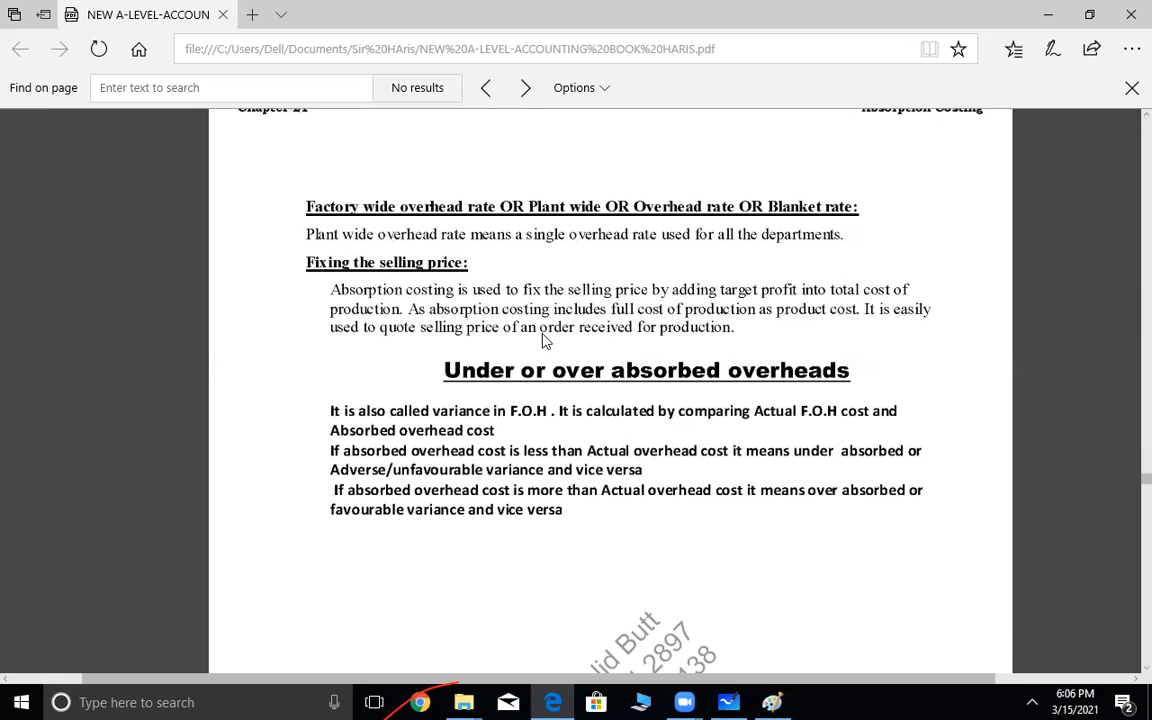 NEW A-LEVEL-ACCOUN
file:///C:/Users/Dell/Documents/Sir%20HAris/NEW%20A-LEVEL-ACCOUNTING%20BOOK%20HARIS.pdf
Find on page
Enter text to search
No results
Options
Chapter 21
Absorption Costing
Factory wide overhead rate OR Plant wide OR Overhead rate OR Blanket rate:
Plant wide overhead rate means a single overhead rate used for all the departments.
Fixing the selling price:
Absorption costing is used to fix the selling price by adding target profit into total cost of
production. As absorption costing includes full cost of production as product cost. It is easily
used to quote selling price of an order received for production.
Under or over absorbed overheads
It is also called variance in F.O.H . It is calculated by comparing Actual F.O.H cost and
Absorbed overhead cost
If absorbed overhead cost is less than Actual overhead cost it means under absorbed or
Adverse/unfavourable variance and vice versa
If absorbed overhead cost is more than Actual overhead cost it means over absorbed or
favourable variance and vice versa
lid Butt
2897
138
Type here to search
6:06 PM
3/15/2021
2